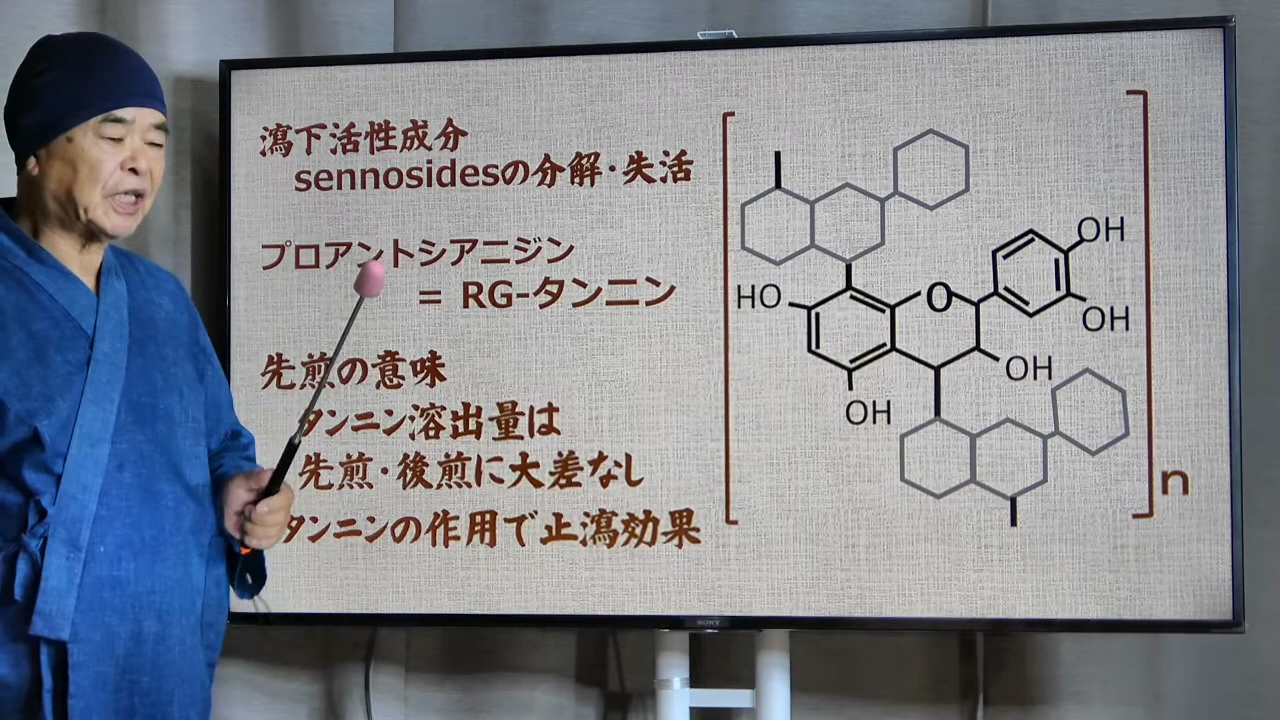 瀉下活性成分
sennosidesの分解・失活
プロアントシアニジン
= RG-タンニン
先煎の意味
タンニン溶出量は
先煎・後煎に大差なし
タンニンの作用で止瀉効果
OH
HO
O
OH
OH
OH
n
SONY